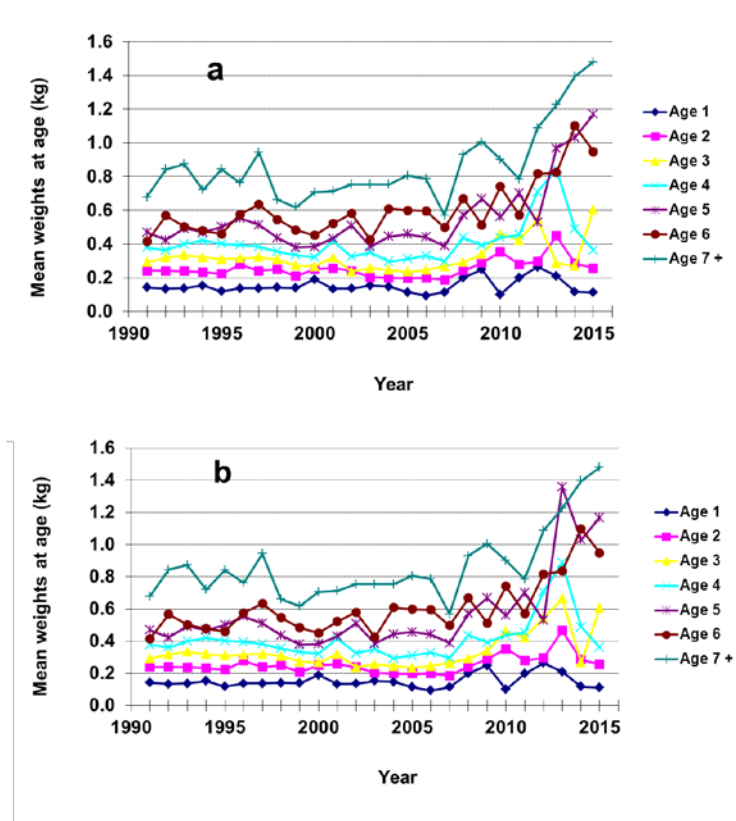 a
Mean weights at age (kg)
1.6
1.4
1.2
1.0
0.8
0.6
0.4
0.2
0.0
1990 1995 2000 2005 2010 2015
Year
Age 1
Age 2
Age 3
Age 4
Age 5
Age 6
Age 7 +
b
Mean weights at age (kg)
1.6
1.4
1.2
1.0
0.8
0.6
0.4
0.2
0.0
1990 1995 2000 2005 2010 2015
Year
Age 1
Age 2
Age 3
Age 4
Age 5
Age 6
Age 7 +